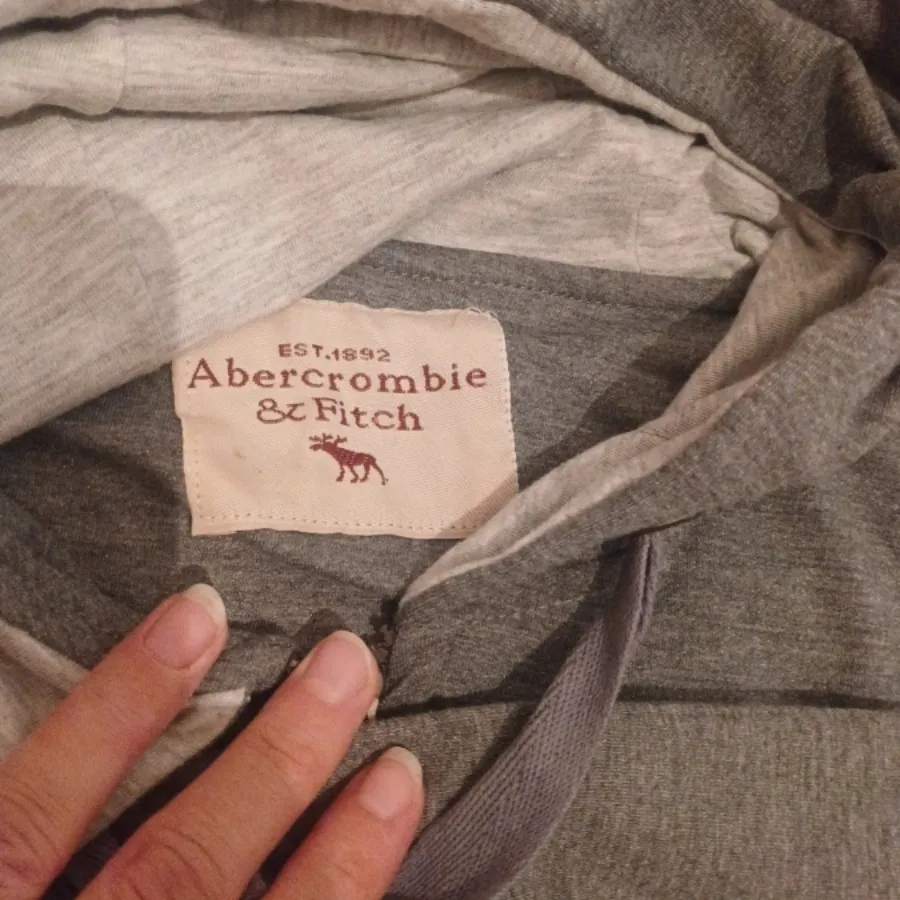 EST.1892
Abercrombie
& Fitch